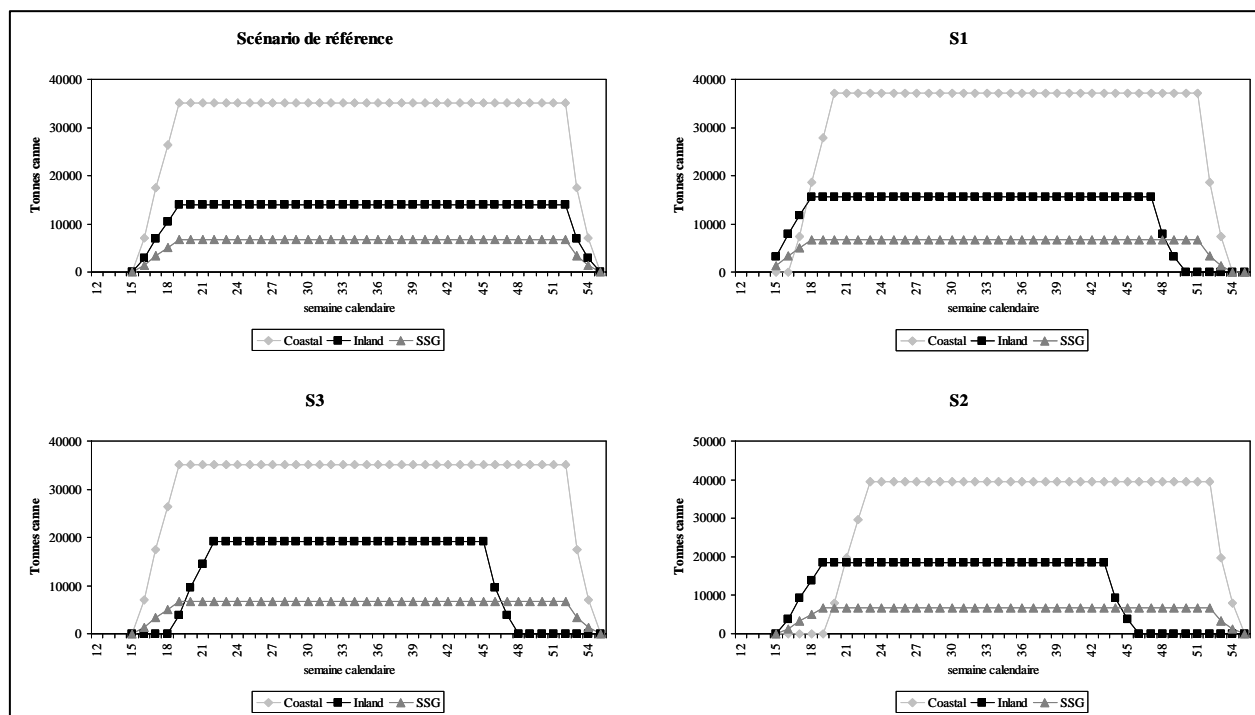 Scénario de référence
40000
30000
20000
10000
0
Tonnes canne
12 15 18 21 24 27 30 33 36 39 42 45 48 51 54
semaine calendaire
Coastal Inland SSG
S1
40000
30000
20000
10000
0
Tonnes canne
12 15 18 21 24 27 30 33 36 39 42 45 48 51 54
semaine calendaire
Coastal Inland SSG
S3
40000
30000
20000
10000
0
Tonnes canne
12 15 18 21 24 27 30 33 36 39 42 45 48 51 54
semaine calendaire
Coastal Inland SSG
S2
50000
40000
30000
20000
10000
0
Tonnes canne
12 15 18 21 24 27 30 33 36 39 42 45 48 51 54
semaine calendaire
Coastal Inland SSG